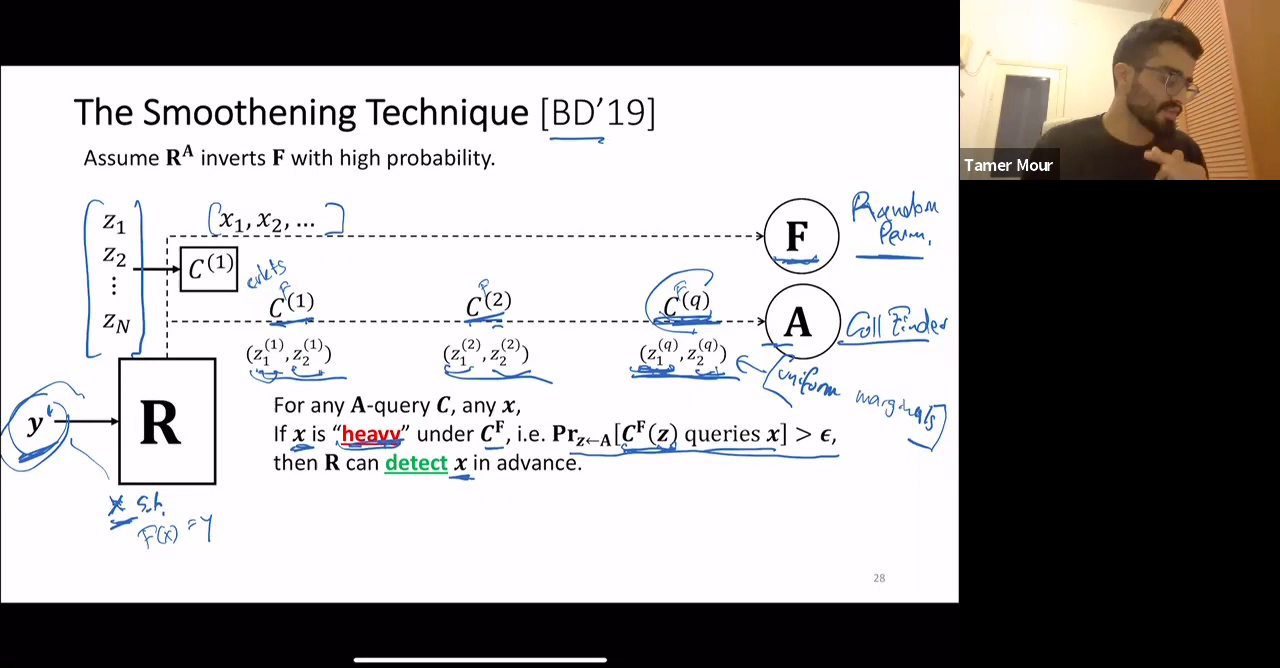 The Smoothening Technique [BD'19]
Assume R^A inverts F with high probability.
z_1
z_2
⋮
z_N
[x_1, x_2, …]
C^(1)
C^F(1)
C^F(2)
C^F(q)
(z_1^(1), z_2^(1))
(z_1^(2), z_2^(2))
(z_1^(q), z_2^(q))
F
Random
Perm.
A
Coll Finder
uniform marginals
y
R
For any A-query C, any x,
If x is "heavy" under C^F, i.e. Pr_{z←A}[C^F(z) queries x] > ϵ,
then R can detect x in advance.
x s.t.
F(x) = y
28
Tamer Mour